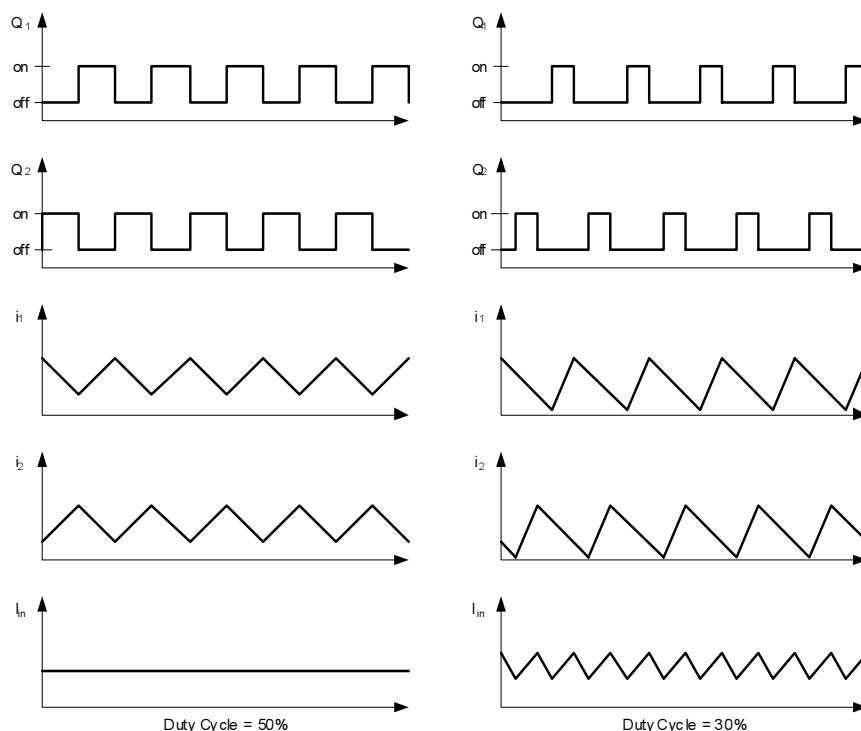 Q1
on
off
Q2
on
off
i1
i2
Iin
Duty Cycle = 50%
Q1
on
off
Q2
on
off
i1
i2
Iin
Duty Cycle = 30%